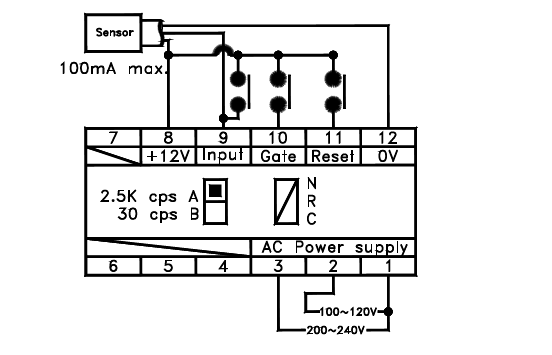 Sensor
100mA max.
7 8 9 10 11 12
+12V Input Gate Reset 0V
2.5K cps A
30 cps B
N
R
C
AC Power supply
6 5 4 3 2 1
100~120V
200~240V